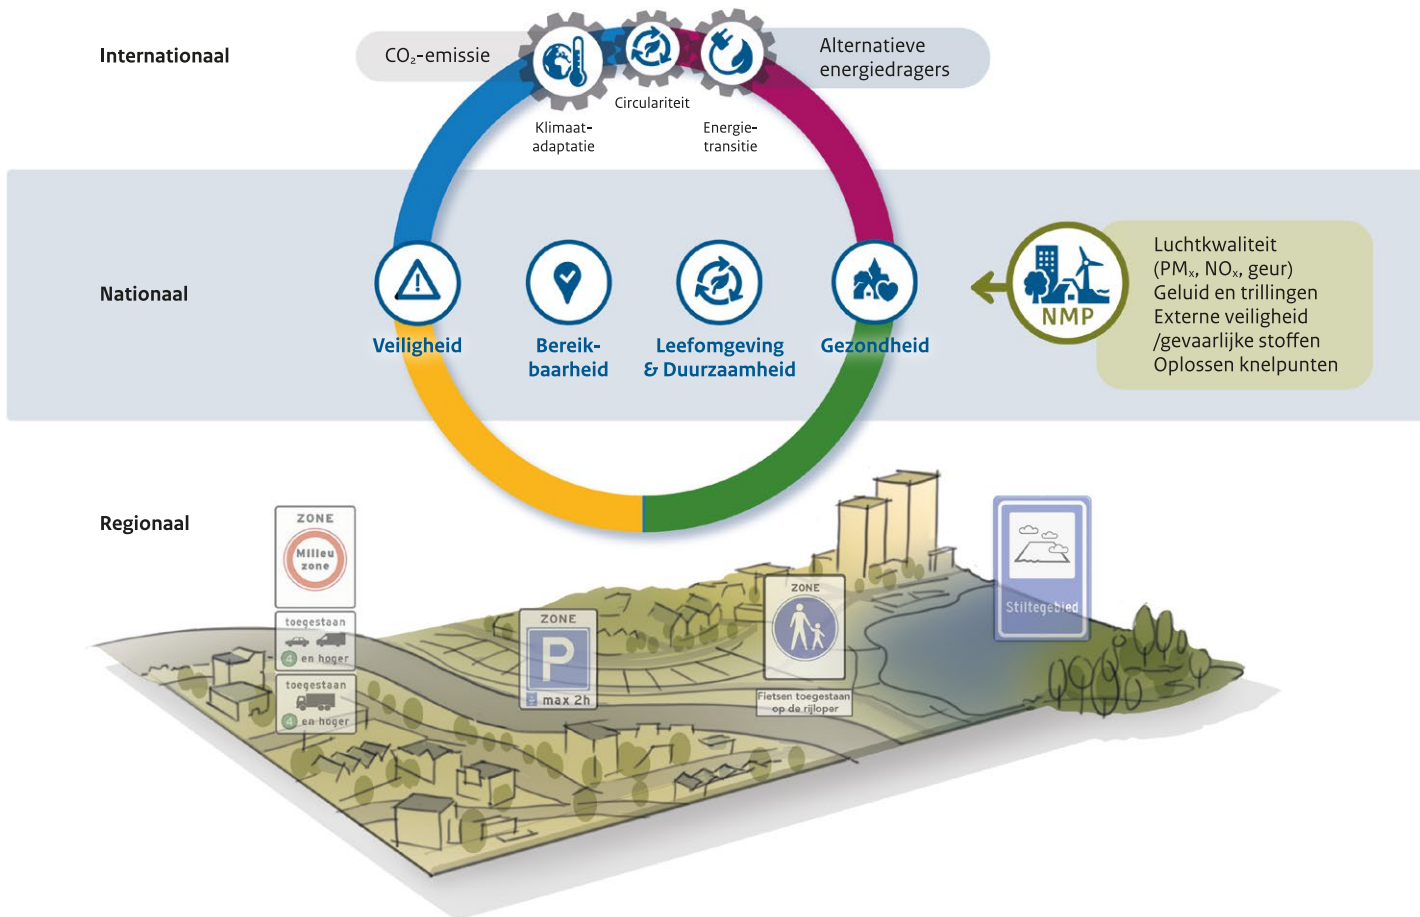 Internationaal
CO₂-emissie
Alternatieve
energiedragers
Circulariteit
Klimaat-
adaptatie
Energie-
transitie
Nationaal
Veiligheid
Bereik-
baarheid
Leefomgeving
& Duurzaamheid
Gezondheid
NMP
Luchtkwaliteit
(PMₓ, NOₓ, geur)
Geluid en trillingen
Externe veiligheid
/gevaarlijke stoffen
Oplossen knelpunten
Regionaal
ZONE
Milieu
zone
toegestaan
4 en hoger
toegestaan
4 en hoger
ZONE
P
max 2h
ZONE
Fietsen toegestaan
op de rijloper
Stiltegebied